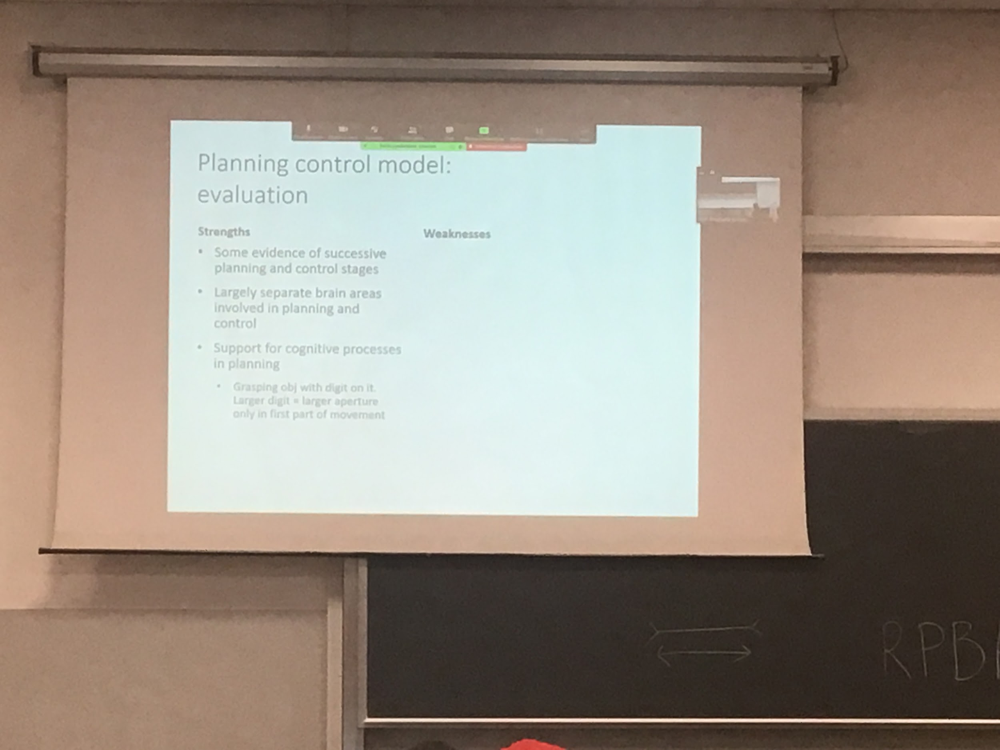 Planning control model:
evaluation
Strengths
• Some evidence of successive
planning and control stages
• Largely separate brain areas
involved in planning and
control
• Support for cognitive processes
in planning
• Grasping obj with digit on it.
Larger digit = larger aperture
only in first part of movement
Weaknesses
RPB